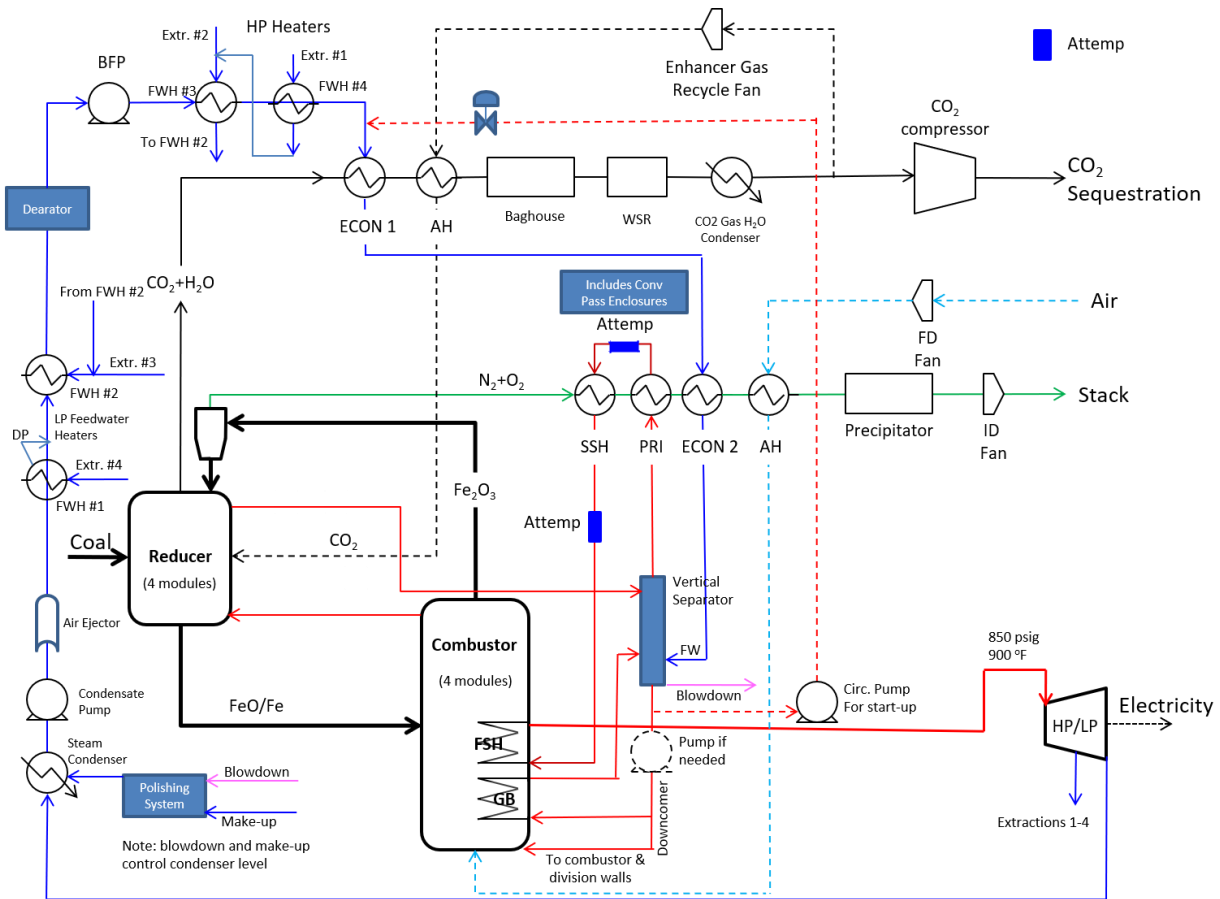 HP Heaters
Extr. #2
Extr. #1
BFP
FWH #3
FWH #4
To FWH #2
Enhancer Gas
Recycle Fan
Attemp
CO2
compressor
CO2
Sequestration
Dearator
ECON 1
AH
Baghouse
WSR
CO2 Gas H2O
Condenser
CO2+H2O
From FWH #2
Extr. #3
FWH #2
Includes Conv
Pass Enclosures
Attemp
Air
FD
Fan
N2+O2
Stack
LP Feedwater
Heaters
DP
Extr. #4
FWH #1
SSH
PRI
ECON 2
AH
Precipitator
ID
Fan
Fe2O3
Attemp
Coal
Reducer
(4 modules)
CO2
Vertical
Separator
Air Ejector
Combustor
(4 modules)
FW
Blowdown
850 psig
900 °F
Condensate
Pump
FeO/Fe
Circ. Pump
For start-up
Electricity
HP/LP
Steam
Condenser
FSH
Pump if
needed
Polishing
System
Blowdown
Make-up
GB
Downcomer
Extractions 1-4
Note: blowdown and make-up
control condenser level
To combustor &
division walls